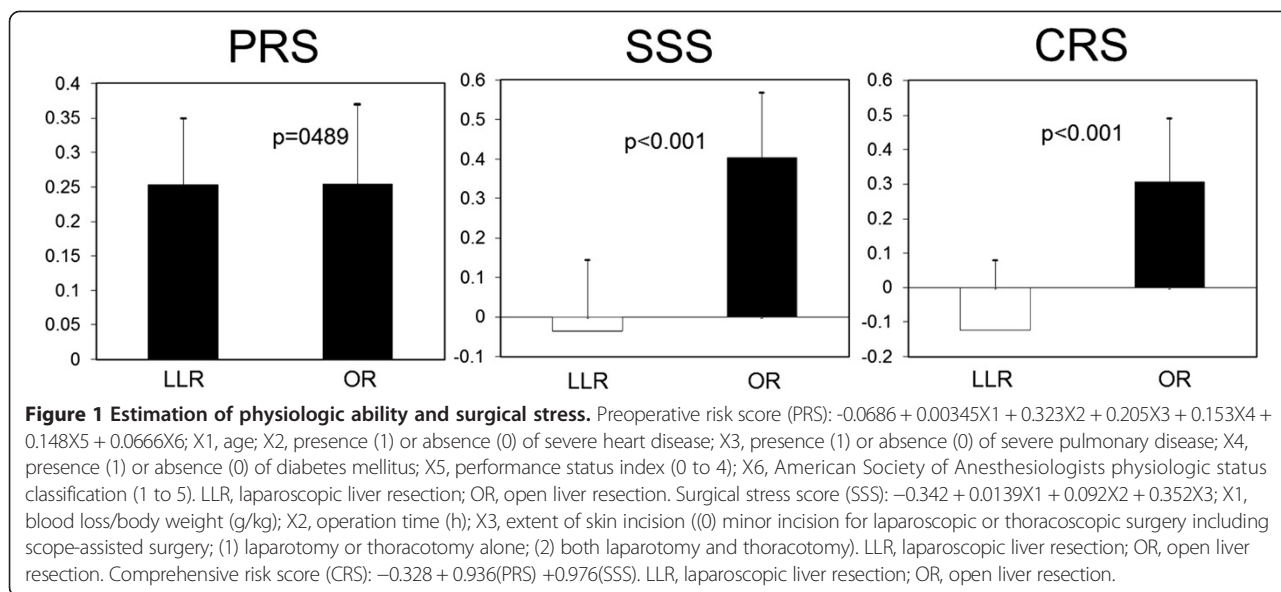 PRS
0.4
0.35
0.3
0.25
0.2
0.15
0.1
0.05
0
p=0489
LLR
OR
SSS
0.6
0.5
0.4
0.3
0.2
0.1
0
-0.1
p<0.001
LLR
OR
CRS
0.6
0.5
0.4
0.3
0.2
0.1
0
-0.1
-0.2
p<0.001
LLR
OR
Figure 1 Estimation of physiologic ability and surgical stress. Preoperative risk score (PRS): -0.0686 + 0.00345X1 + 0.323X2 + 0.205X3 + 0.153X4 +
0.148X5 + 0.0666X6; X1, age; X2, presence (1) or absence (0) of severe heart disease; X3, presence (1) or absence (0) of severe pulmonary disease; X4,
presence (1) or absence (0) of diabetes mellitus; X5, performance status index (0 to 4); X6, American Society of Anesthesiologists physiologic status
classification (1 to 5). LLR, laparoscopic liver resection; OR, open liver resection. Surgical stress score (SSS): −0.342 + 0.0139X1 + 0.092X2 + 0.352X3; X1,
blood loss/body weight (g/kg); X2, operation time (h); X3, extent of skin incision ((0) minor incision for laparoscopic or thoracoscopic surgery including
scope-assisted surgery; (1) laparotomy or thoracotomy alone; (2) both laparotomy and thoracotomy). LLR, laparoscopic liver resection; OR, open liver
resection. Comprehensive risk score (CRS): −0.328 + 0.936(PRS) +0.976(SSS). LLR, laparoscopic liver resection; OR, open liver resection.